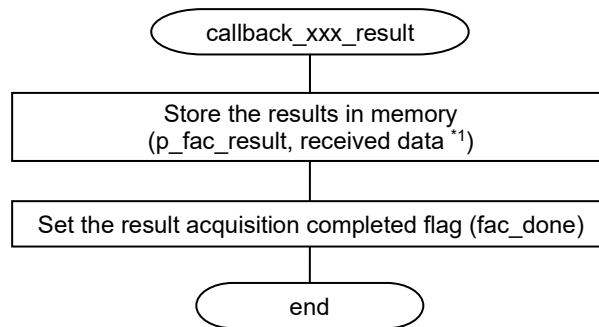 callback_xxx_result
Store the results in memory
(p_fac_result, received data *1)
Set the result acquisition completed flag (fac_done)
end